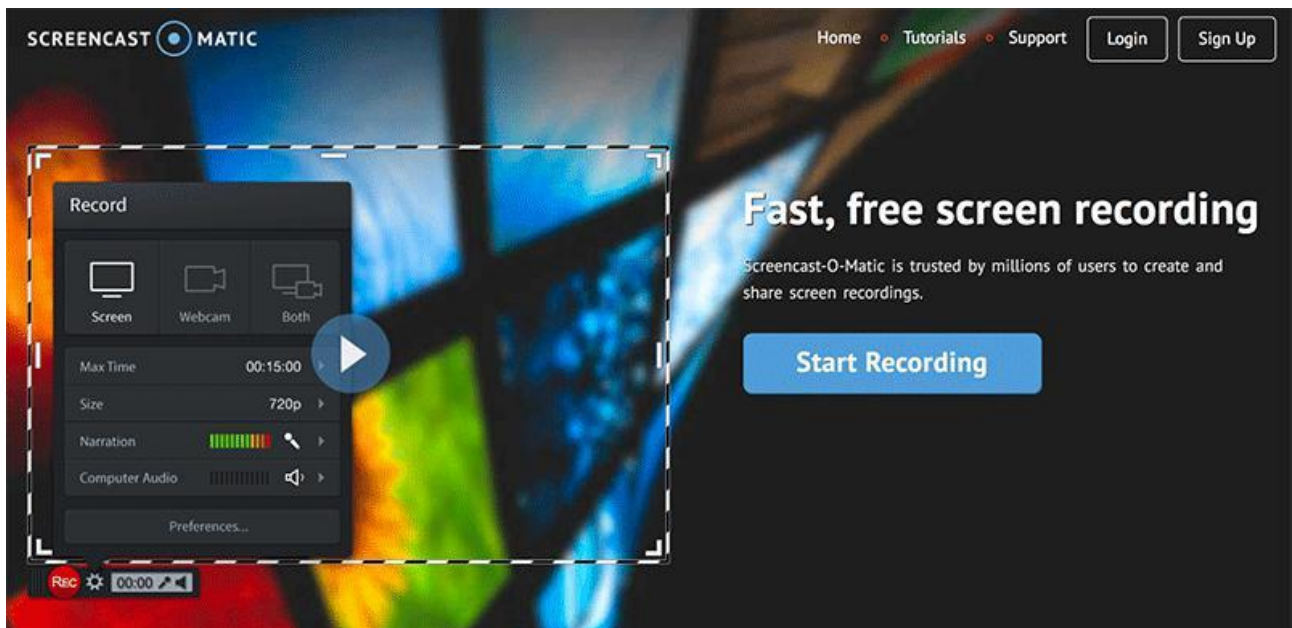 SCREENCAST O MATIC
Home Tutorials Support Login Sign Up
Record
Screen Webcam Both
Max Time 00:15:00
Size 720p
Narration
Computer Audio
Preferences...
REC 00:00
Fast, free screen recording
Screencast-O-Matic is trusted by millions of users to create and
share screen recordings.
Start Recording